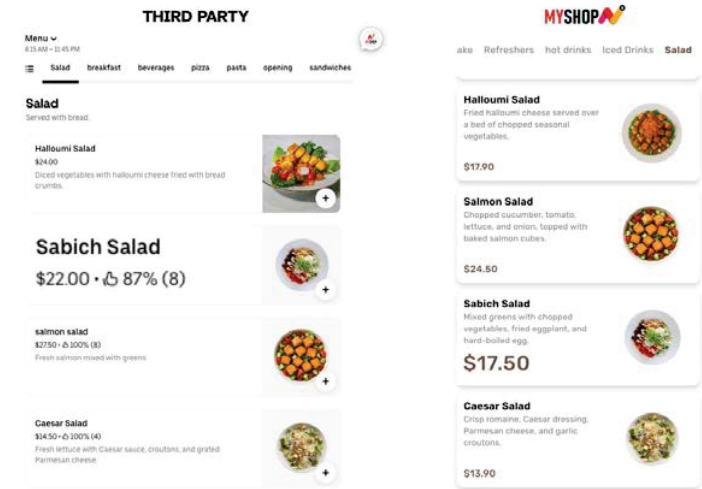 THIRD PARTY
Menu
8:15 AM – 11:45 PM
Salad breakfast beverages pizza pasta opening sandwiches
Salad
Served with bread.
Halloumi Salad
$24.00
Diced vegetables with halloumi cheese fried with bread
crumbs.
+
Sabich Salad
$22.00 • 87% (8)
+
salmon salad
$27.50 • 100% (8)
Fresh salmon mixed with greens
+
Caesar Salad
$14.50 • 100% (4)
Fresh lettuce with Caesar sauce, croutons, and grated
Parmesan cheese
+
MYSHOP
ake Refreshers hot drinks Iced Drinks Salad
Halloumi Salad
Fried halloumi cheese served over
a bed of chopped seasonal
vegetables.
$17.90
Salmon Salad
Chopped cucumber, tomato,
lettuce, and onion, topped with
baked salmon cubes.
$24.50
Sabich Salad
Mixed greens with chopped
vegetables, fried eggplant, and
hard-boiled egg.
$17.50
Caesar Salad
Crisp romaine, Caesar dressing,
Parmesan cheese, and garlic
croutons.
$13.90